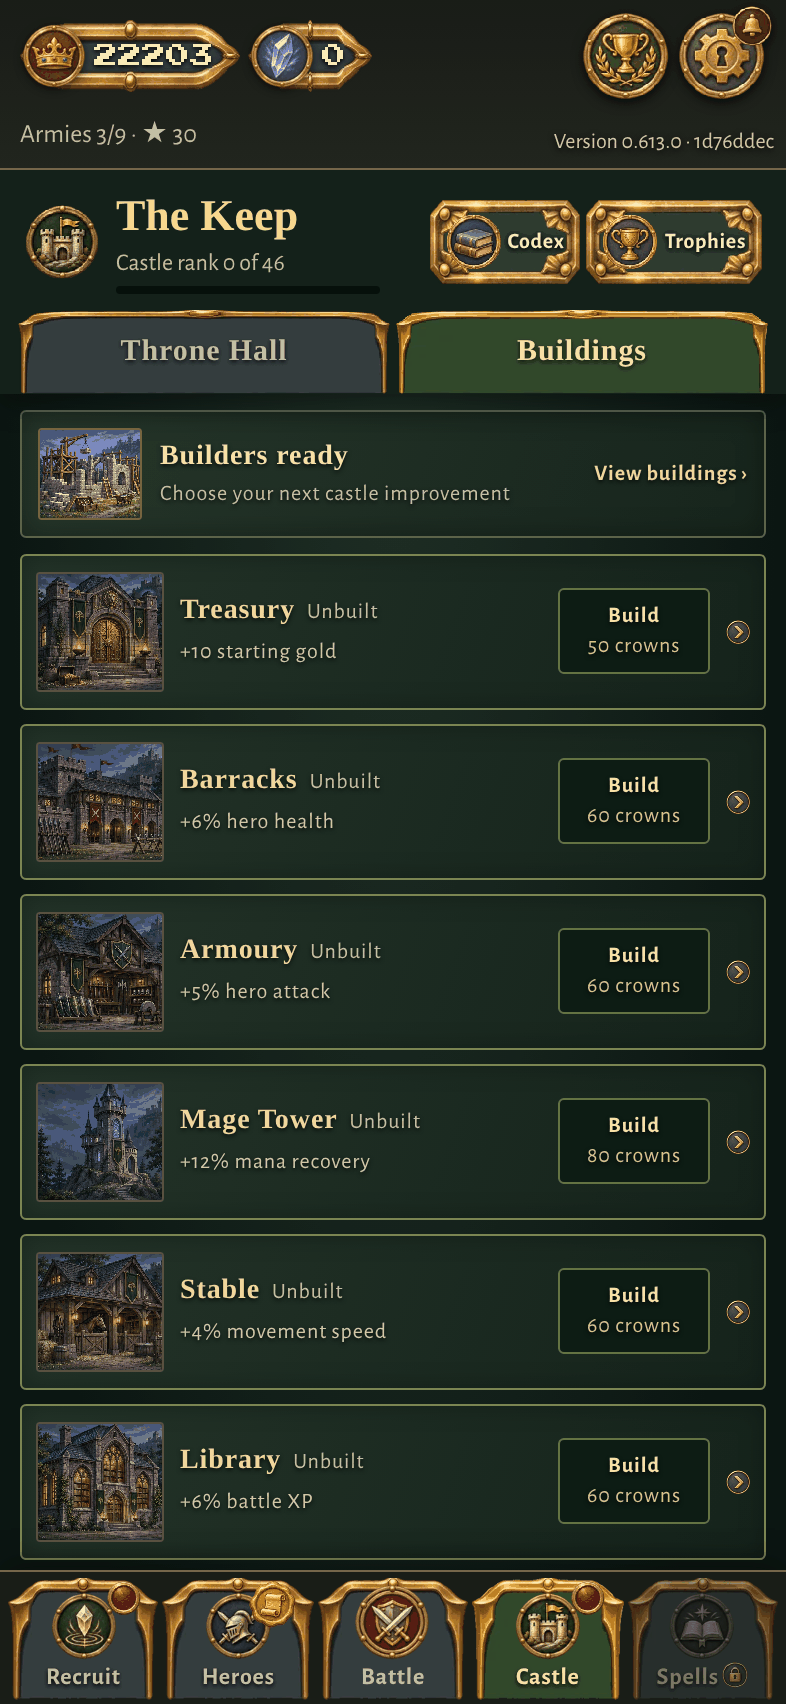 22203
0
Armies 3/9 · ★ 30
Version 0.613.0 · 1d76ddec
The Keep
Castle rank 0 of 46
Codex
Trophies
Throne Hall
Buildings
Builders ready
Choose your next castle improvement
View buildings ›
Treasury Unbuilt
+10 starting gold
Build
50 crowns
Barracks Unbuilt
+6% hero health
Build
60 crowns
Armoury Unbuilt
+5% hero attack
Build
60 crowns
Mage Tower Unbuilt
+12% mana recovery
Build
80 crowns
Stable Unbuilt
+4% movement speed
Build
60 crowns
Library Unbuilt
+6% battle XP
Build
60 crowns
Recruit
Heroes
Battle
Castle
Spells